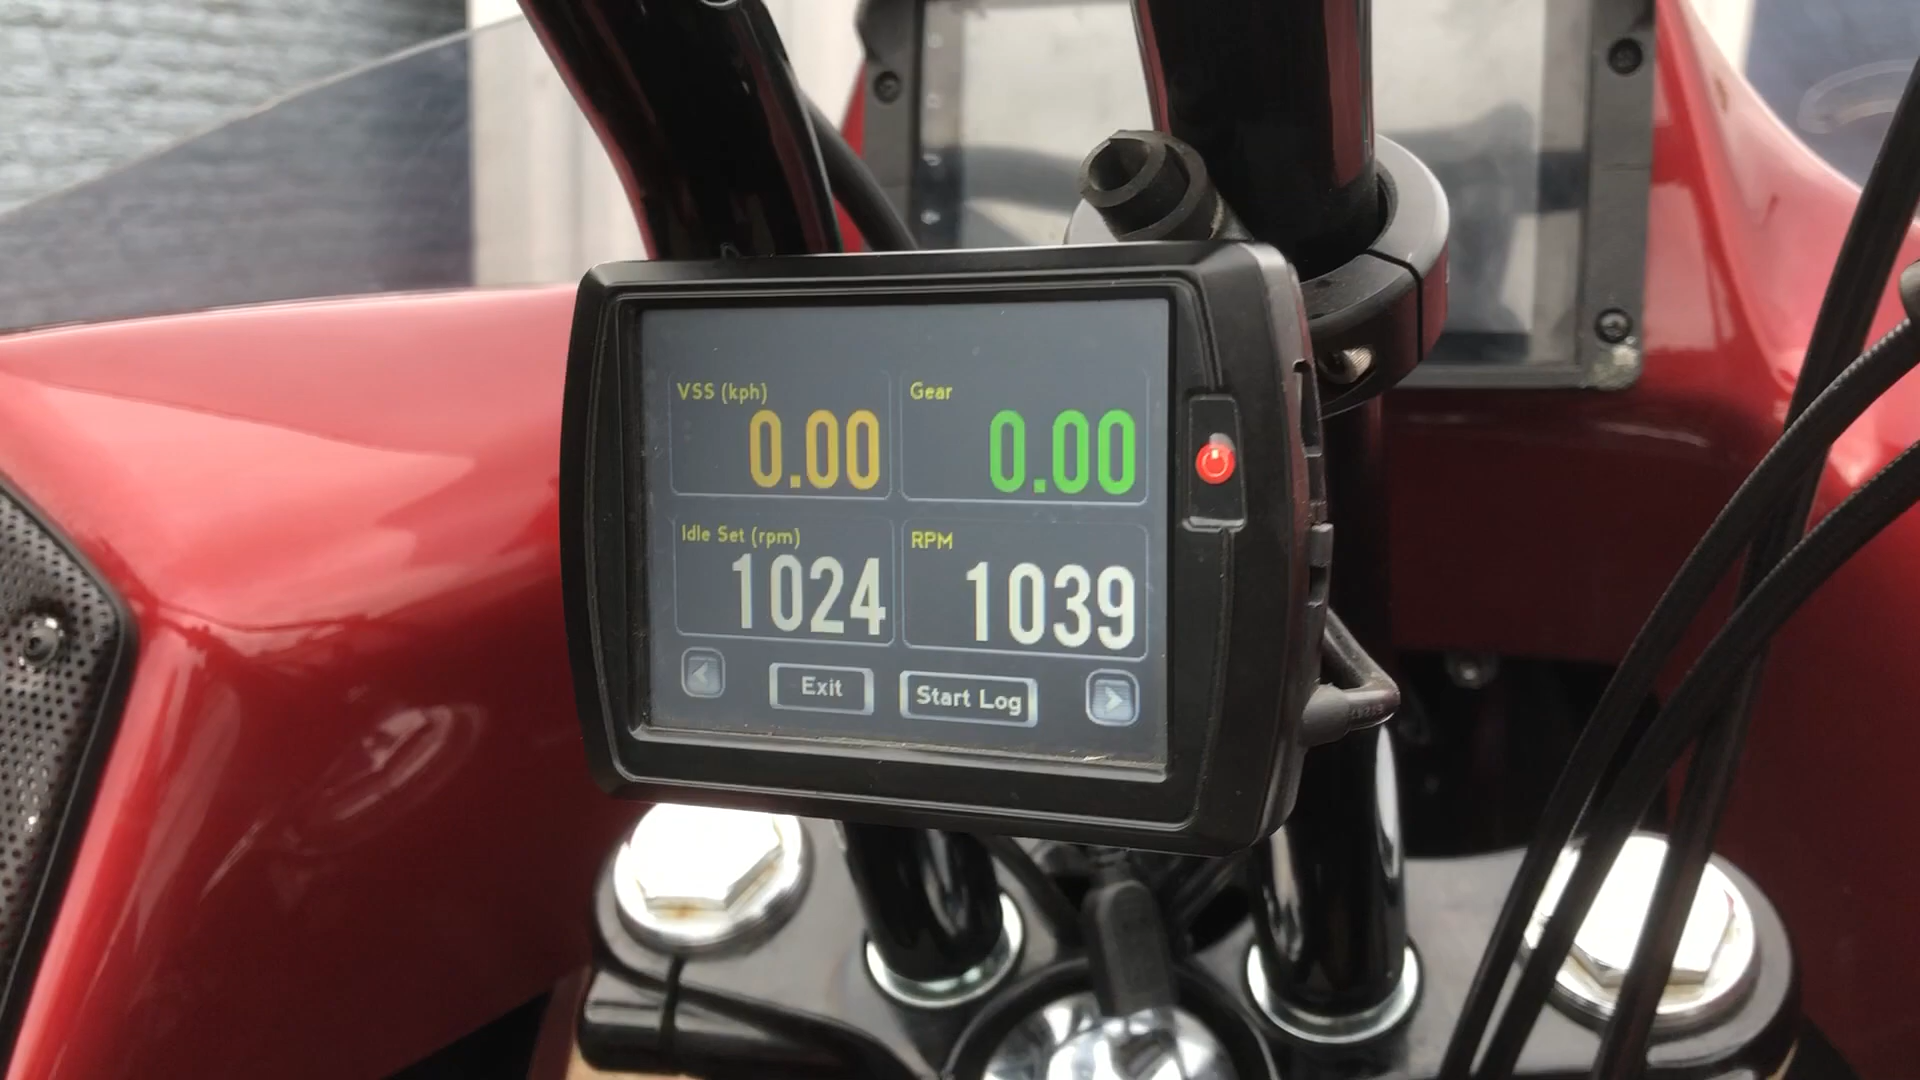 VSS (kph)
0.00
Gear
0.00
Idle Set (rpm)
1024
RPM
1039
Exit
Start Log